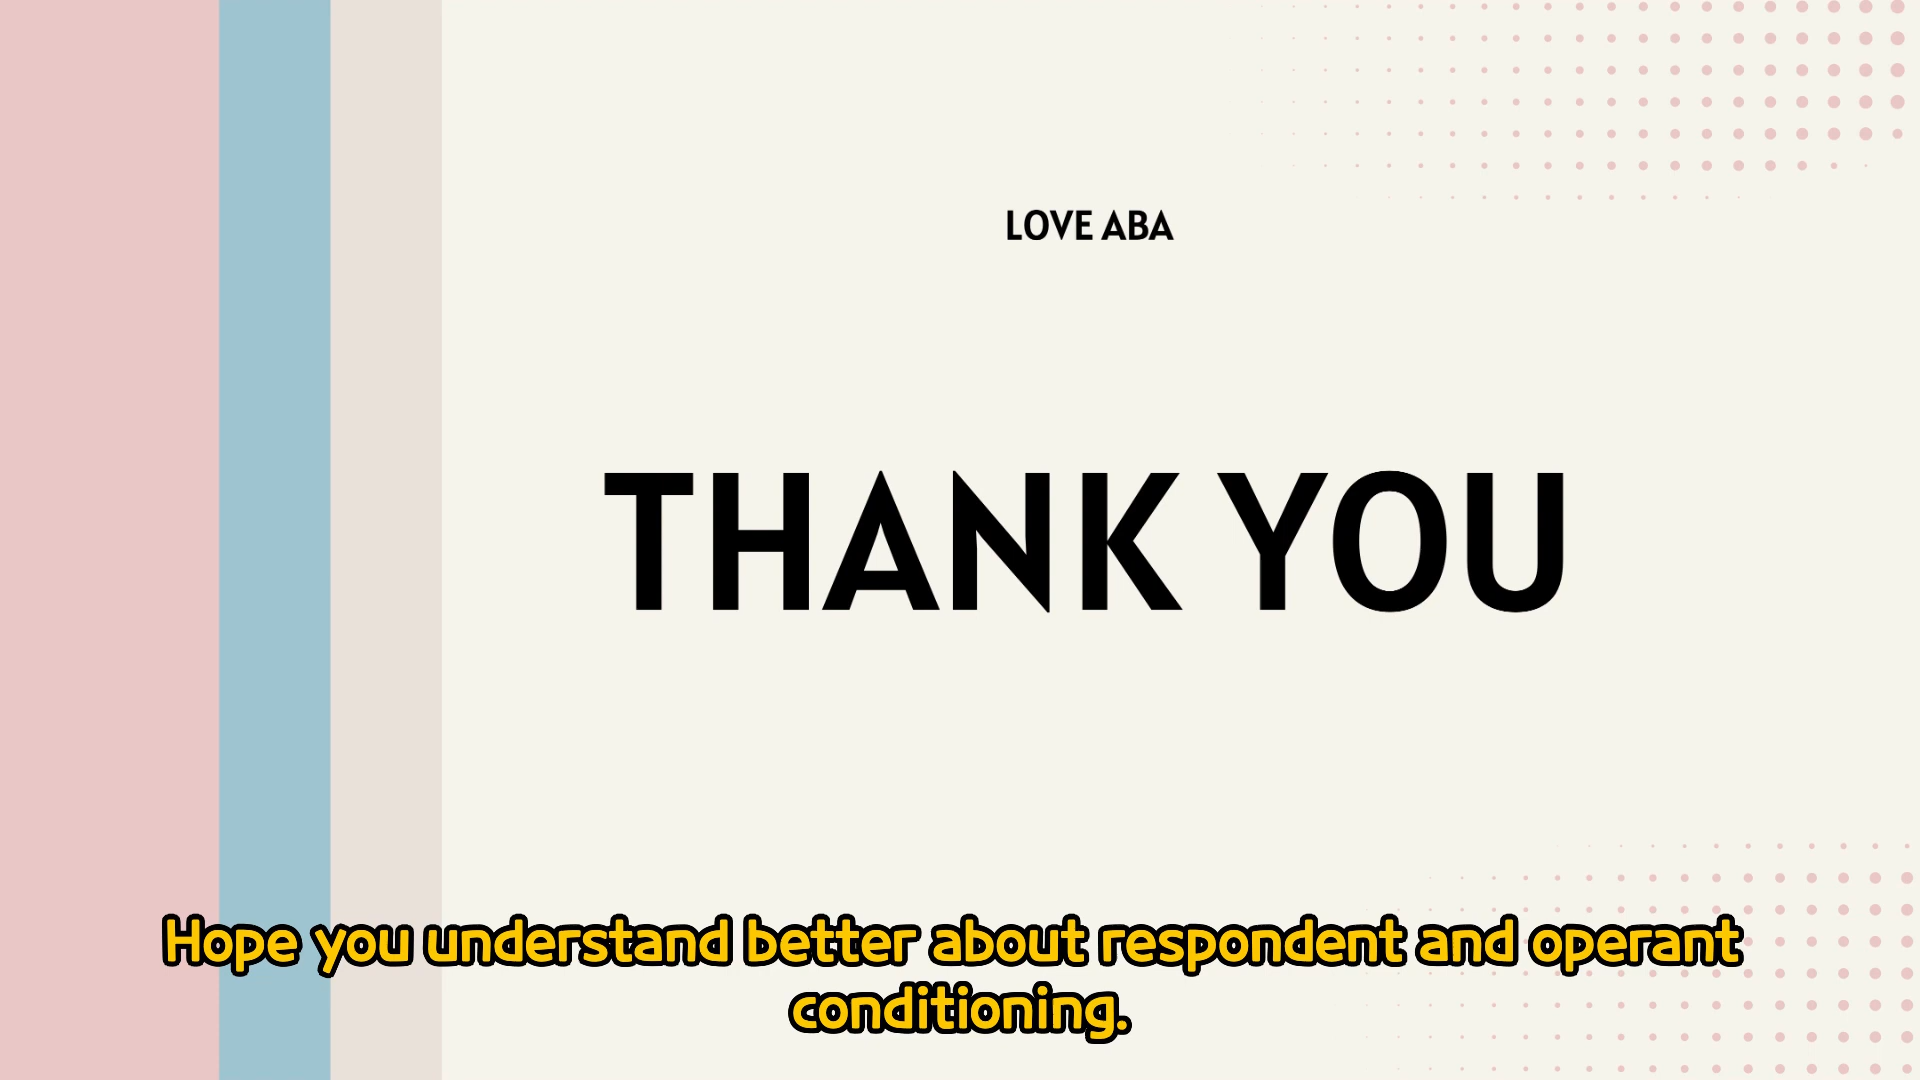 LOVE ABA
THANK YOU
Hope you understand better about respondent and operant
conditioning.